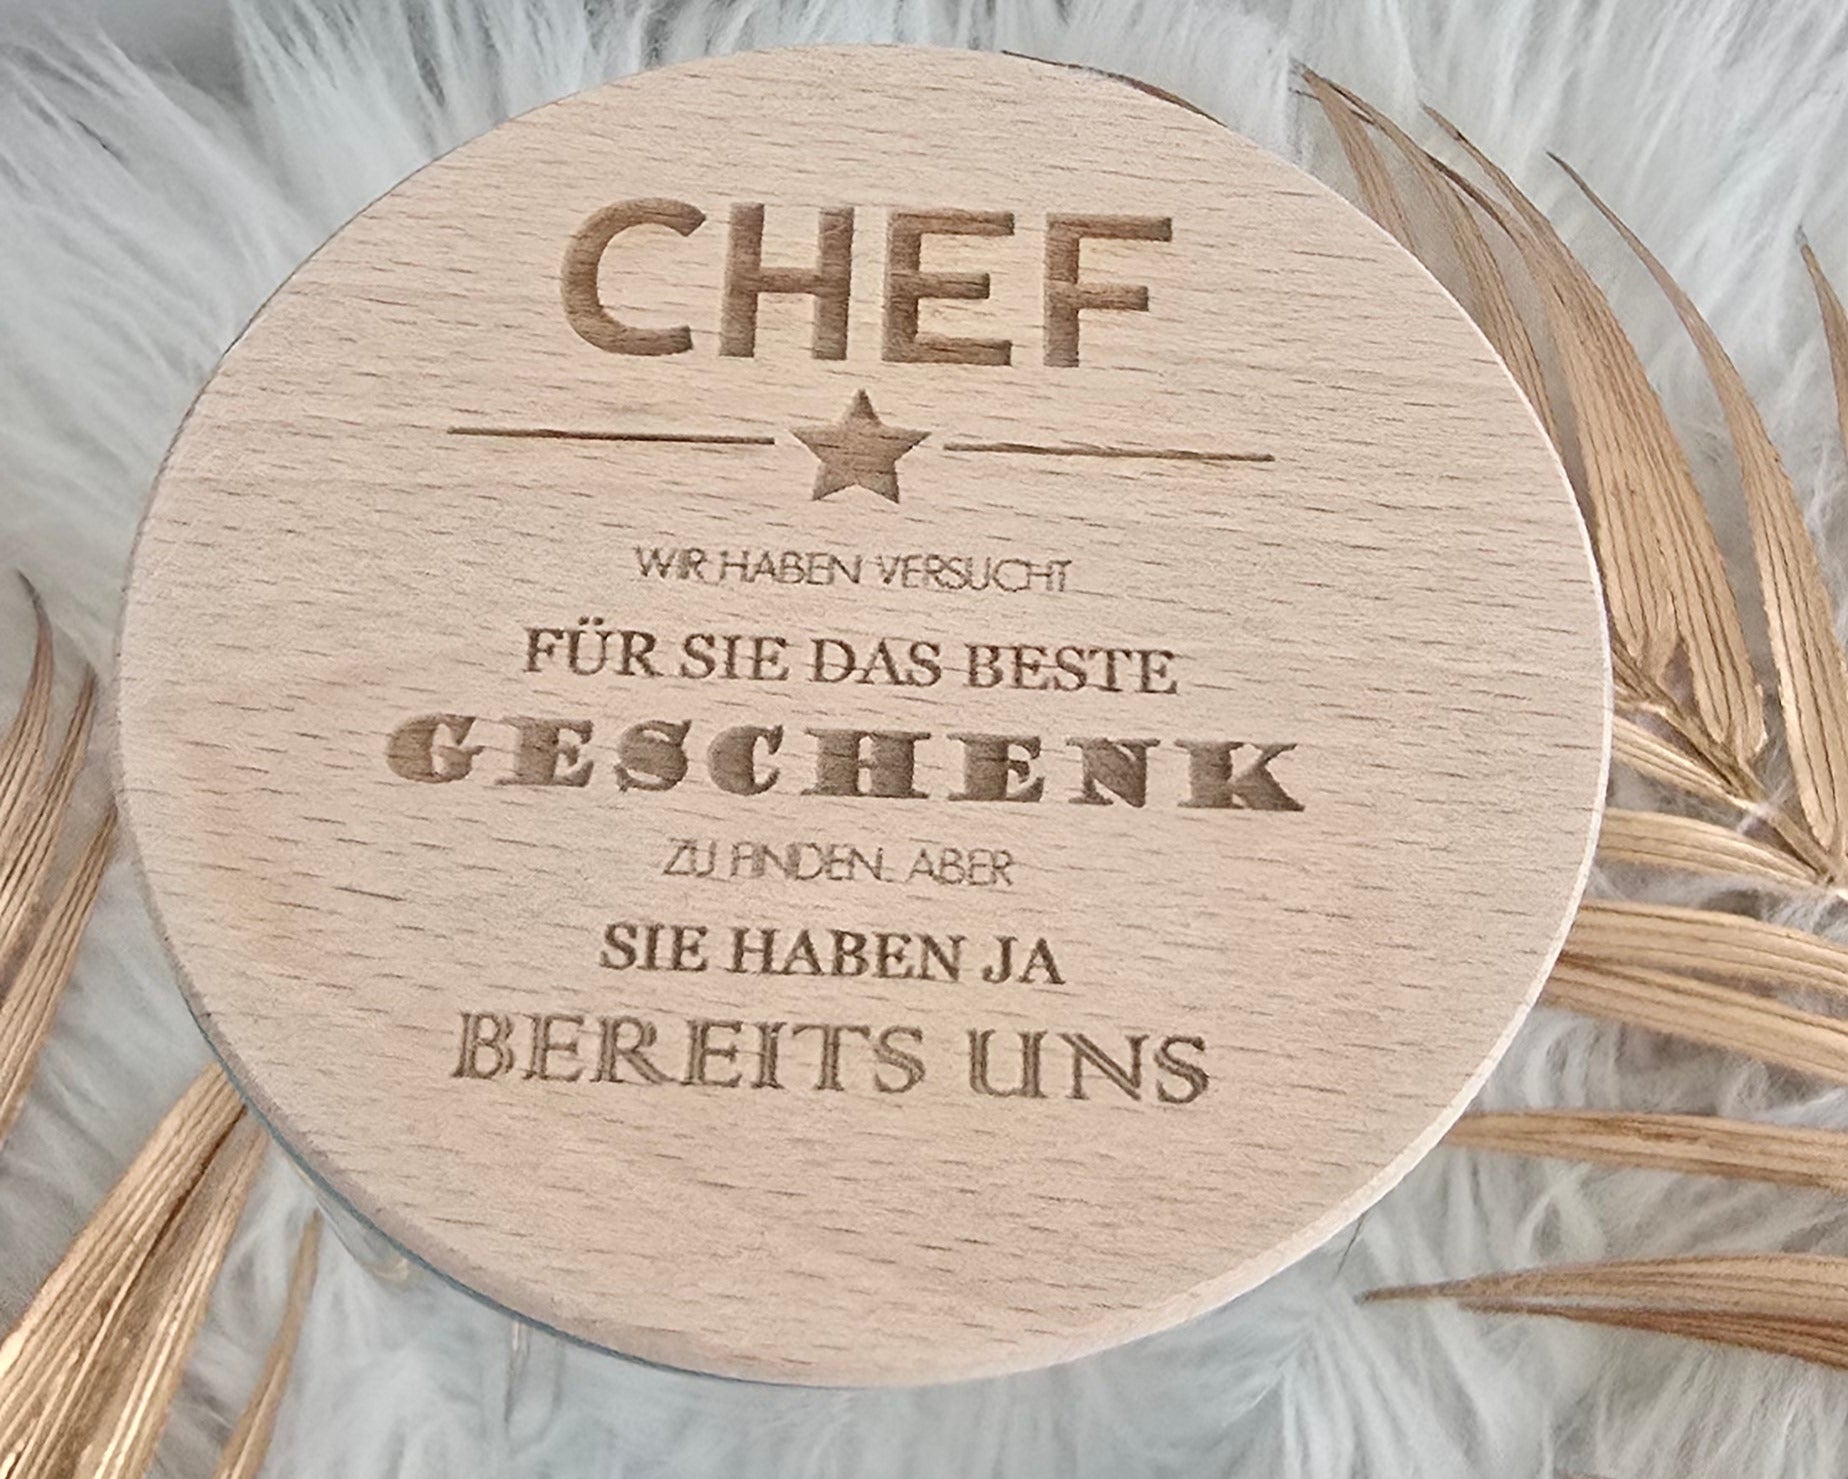 CHEF
WIR HABEN VERSUCHT
FÜR SIE DAS BESTE
GESCHENK
ZU FINDEN. ABER
SIE HABEN JA
BEREITS UNS